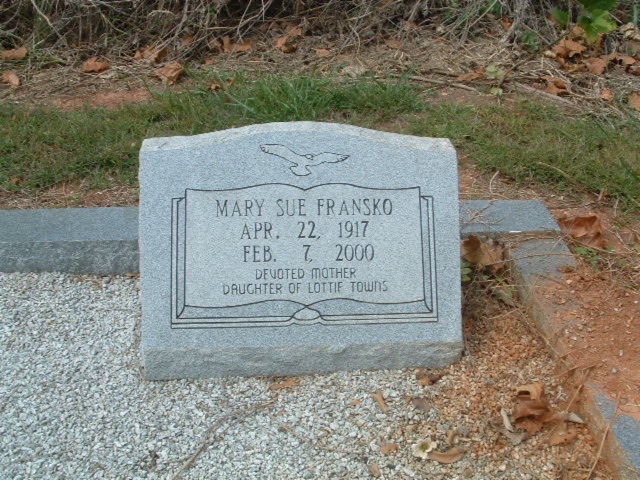 MARY SUE FRANSKO
APR. 22, 1917
FEB. 7, 2000
DEVOTED MOTHER
DAUGHTER OF LOTTIE TOWNS